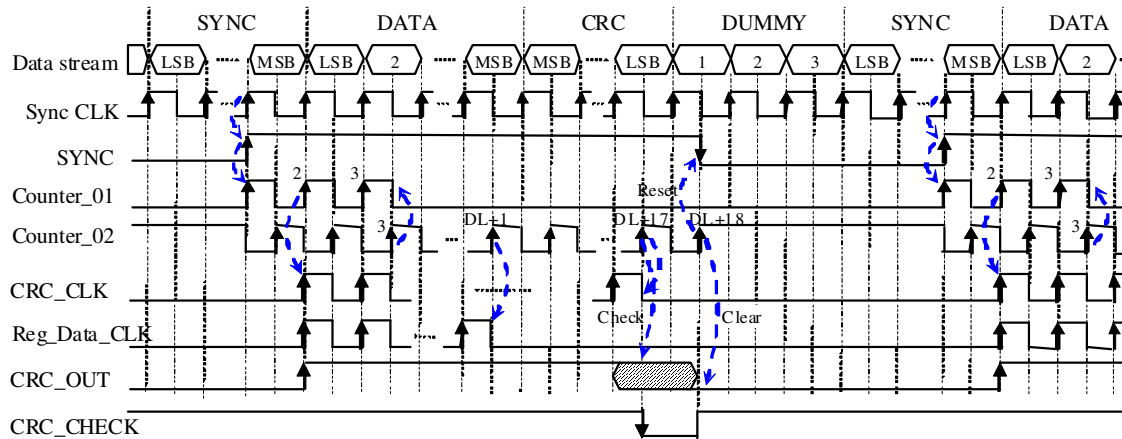 SYNC DATA CRC DUMMY SYNC DATA
Data stream LSB MSB LSB 2 MSB MSB LSB 1 2 3 LSB MSB LSB 2
Sync CLK
SYNC
2 3 Reset 2 3
Counter_01
DL+1 DL+17 DL+18
Counter_02 3 3
CRC_CLK
Check Clear
Reg_Data_CLK
CRC_OUT
CRC_CHECK